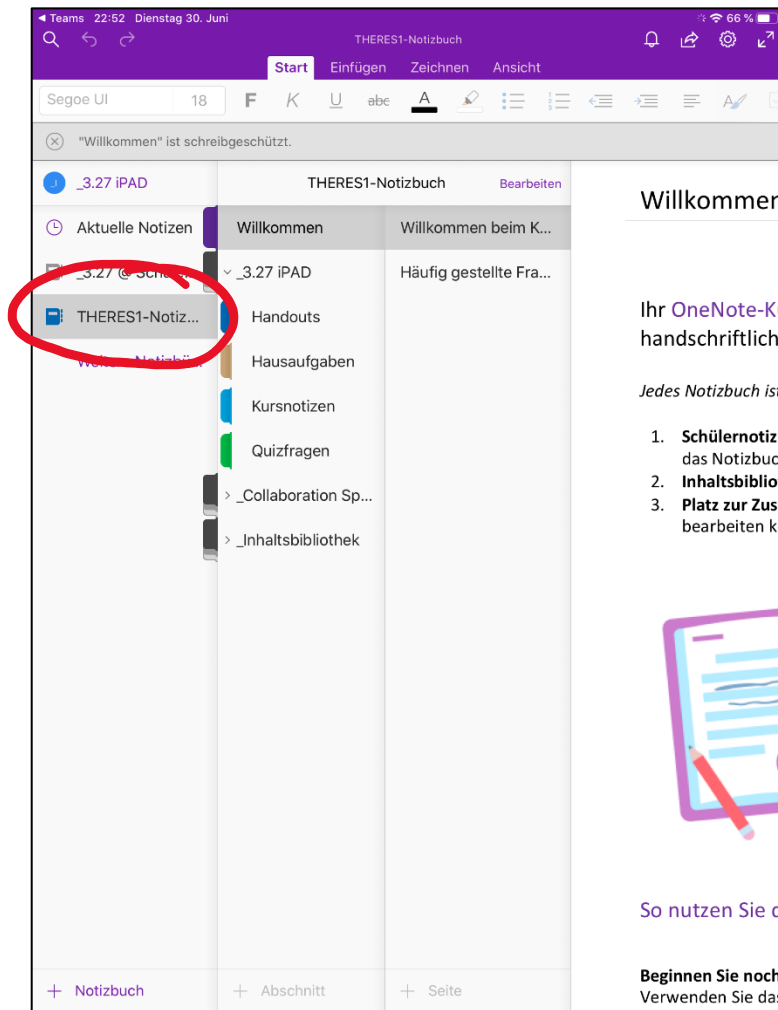 Teams 22:52 Dienstag 30. Juni 66 %
THERES1-Notizbuch
Start Einfügen Zeichnen Ansicht
Segoe UI 18 F K U abc A
"Willkommen" ist schreibgeschützt.
J _3.27 iPAD
Aktuelle Notizen
_3.27 @
THERES1-Notiz...
THERES1-Notizbuch Bearbeiten
Willkommen
_3.27 iPAD
Handouts
Hausaufgaben
Kursnotizen
Quizfragen
_Collaboration Sp...
_Inhaltsbibliothek
Willkommen beim K...
Häufig gestellte Fra...
Willkommen
Ihr OneNote-K
handschriftlich
Jedes Notizbuch ist
1. Schülernotiz
das Notizbuc
2. Inhaltsbiblio
3. Platz zur Zus
bearbeiten k
So nutzen Sie d
Beginnen Sie noch
Verwenden Sie das
+ Notizbuch
+ Abschnitt
+ Seite